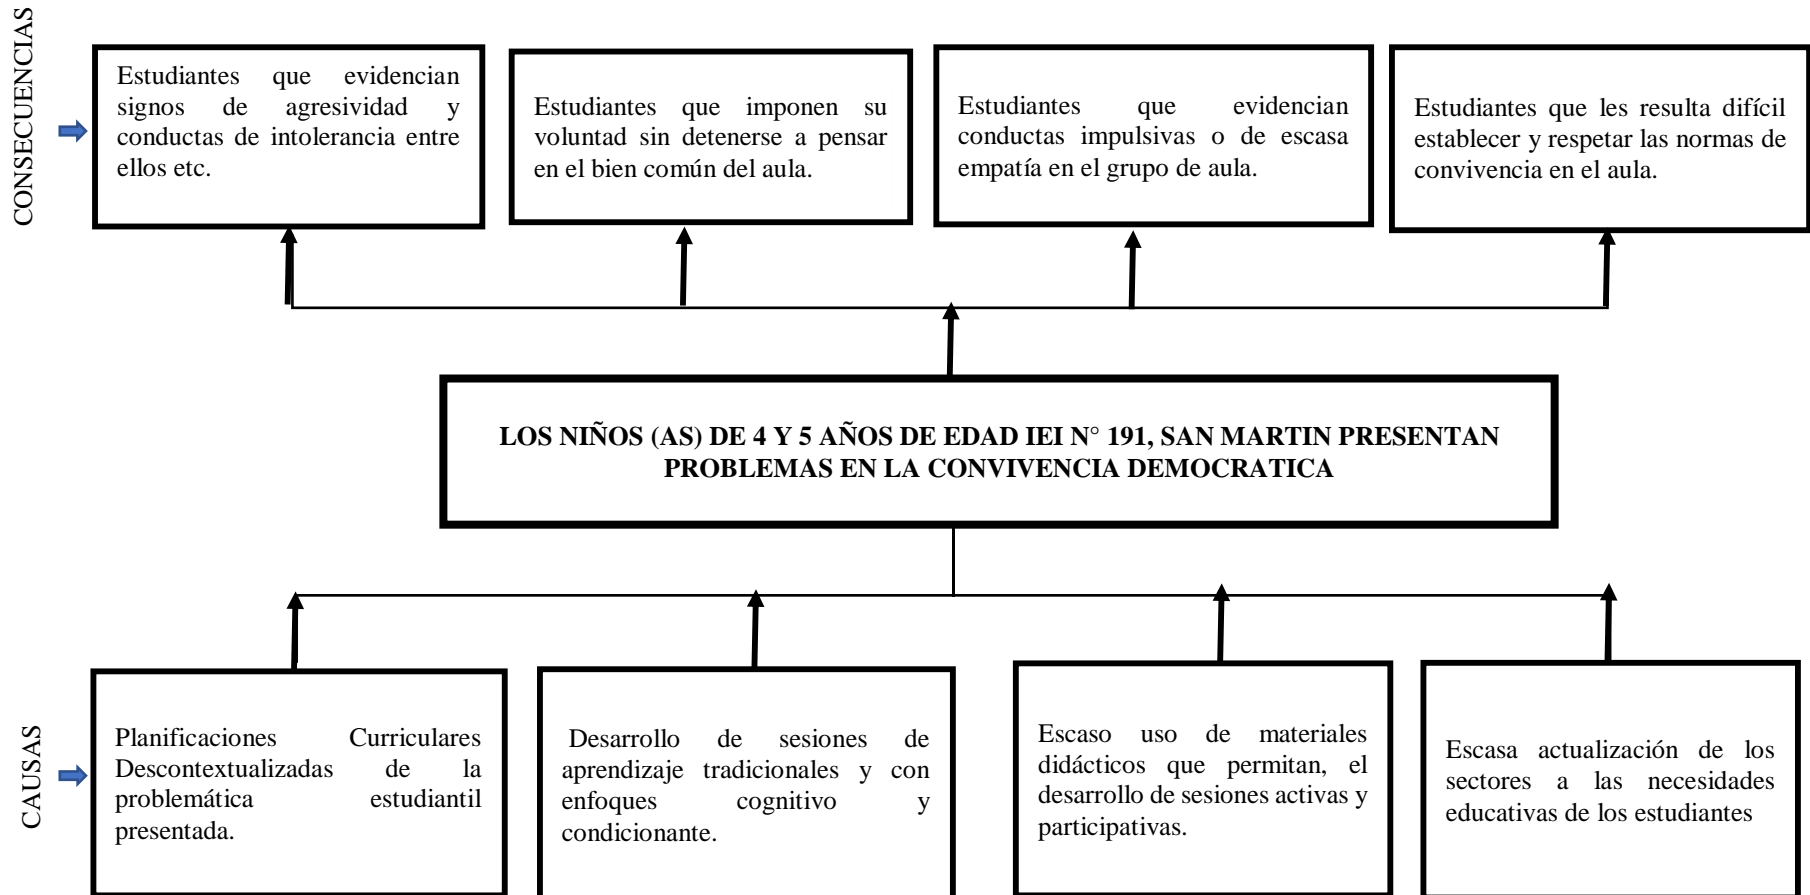 CONSECUENCIAS
Estudiantes que evidencian
signos de agresividad y
conductas de intolerancia entre
ellos etc.
Estudiantes que imponen su
voluntad sin detenerse a pensar
en el bien común del aula.
Estudiantes que evidencian
conductas impulsivas o de escasa
empatía en el grupo de aula.
Estudiantes que les resulta difícil
establecer y respetar las normas de
convivencia en el aula.
LOS NIÑOS (AS) DE 4 Y 5 AÑOS DE EDAD IEI N° 191, SAN MARTIN PRESENTAN
PROBLEMAS EN LA CONVIVENCIA DEMOCRATICA
CAUSAS
Planificaciones Curriculares
Descontextualizadas de la
problemática estudiantil
presentada.
Desarrollo de sesiones de
aprendizaje tradicionales y con
enfoques cognitivo y
condicionante.
Escaso uso de materiales
didácticos que permitan, el
desarrollo de sesiones activas y
participativas.
Escasa actualización de los
sectores a las necesidades
educativas de los estudiantes